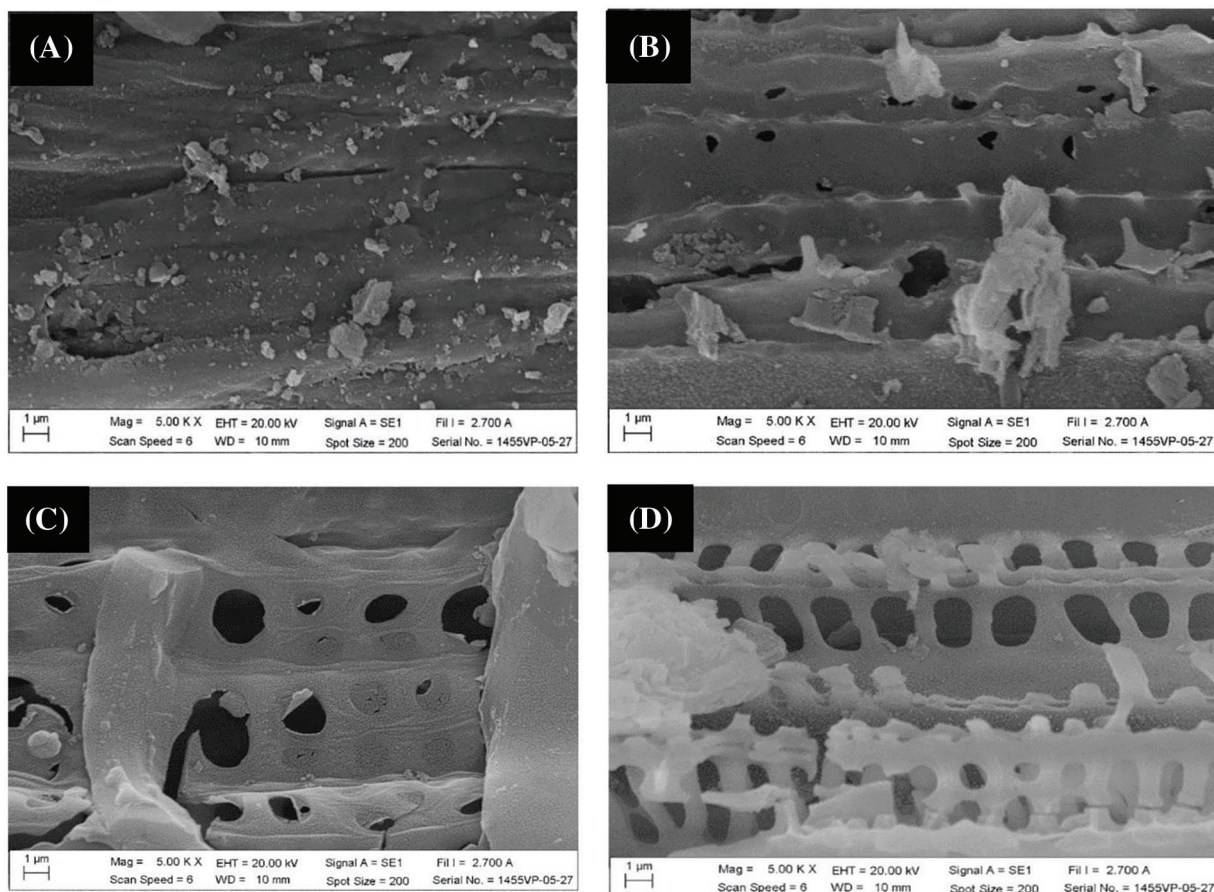 (A)
(B)
1 µm Mag = 5.00 K X EHT = 20.00 kV Signal A = SE1 Fil I = 2.700 A
Scan Speed = 6 WD = 10 mm Spot Size = 200 Serial No. = 1455VP-05-27
1 µm Mag = 5.00 K X EHT = 20.00 kV Signal A = SE1 Fil I = 2.700 A
Scan Speed = 6 WD = 10 mm Spot Size = 200 Serial No. = 1455VP-05-27
(C)
(D)
1 µm Mag = 5.00 K X EHT = 20.00 kV Signal A = SE1 Fil I = 2.700 A
Scan Speed = 6 WD = 10 mm Spot Size = 200 Serial No. = 1455VP-05-27
1 µm Mag = 5.00 K X EHT = 20.00 kV Signal A = SE1 Fil I = 2.700 A
Scan Speed = 6 WD = 10 mm Spot Size = 200 Serial No. = 1455VP-05-27